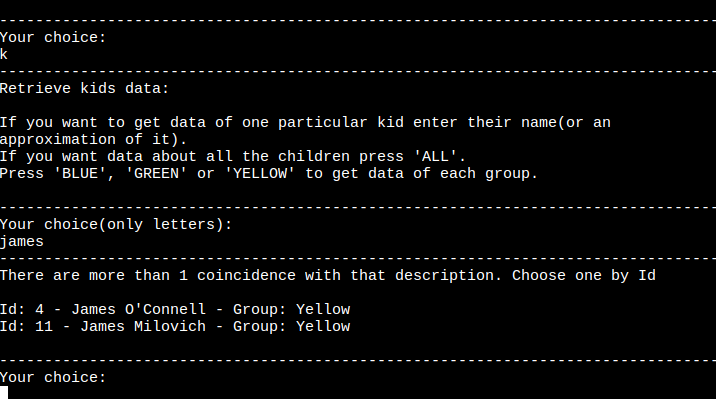 --------------------------------------------------------------------------------
Your choice:
k
--------------------------------------------------------------------------------
Retrieve kids data:
If you want to get data of one particular kid enter their name(or an
approximation of it).
If you want data about all the children press 'ALL'.
Press 'BLUE', 'GREEN' or 'YELLOW' to get data of each group.
--------------------------------------------------------------------------------
Your choice(only letters):
james
--------------------------------------------------------------------------------
There are more than 1 coincidence with that description. Choose one by Id
Id: 4 - James O'Connell - Group: Yellow
Id: 11 - James Milovich - Group: Yellow
--------------------------------------------------------------------------------
Your choice: